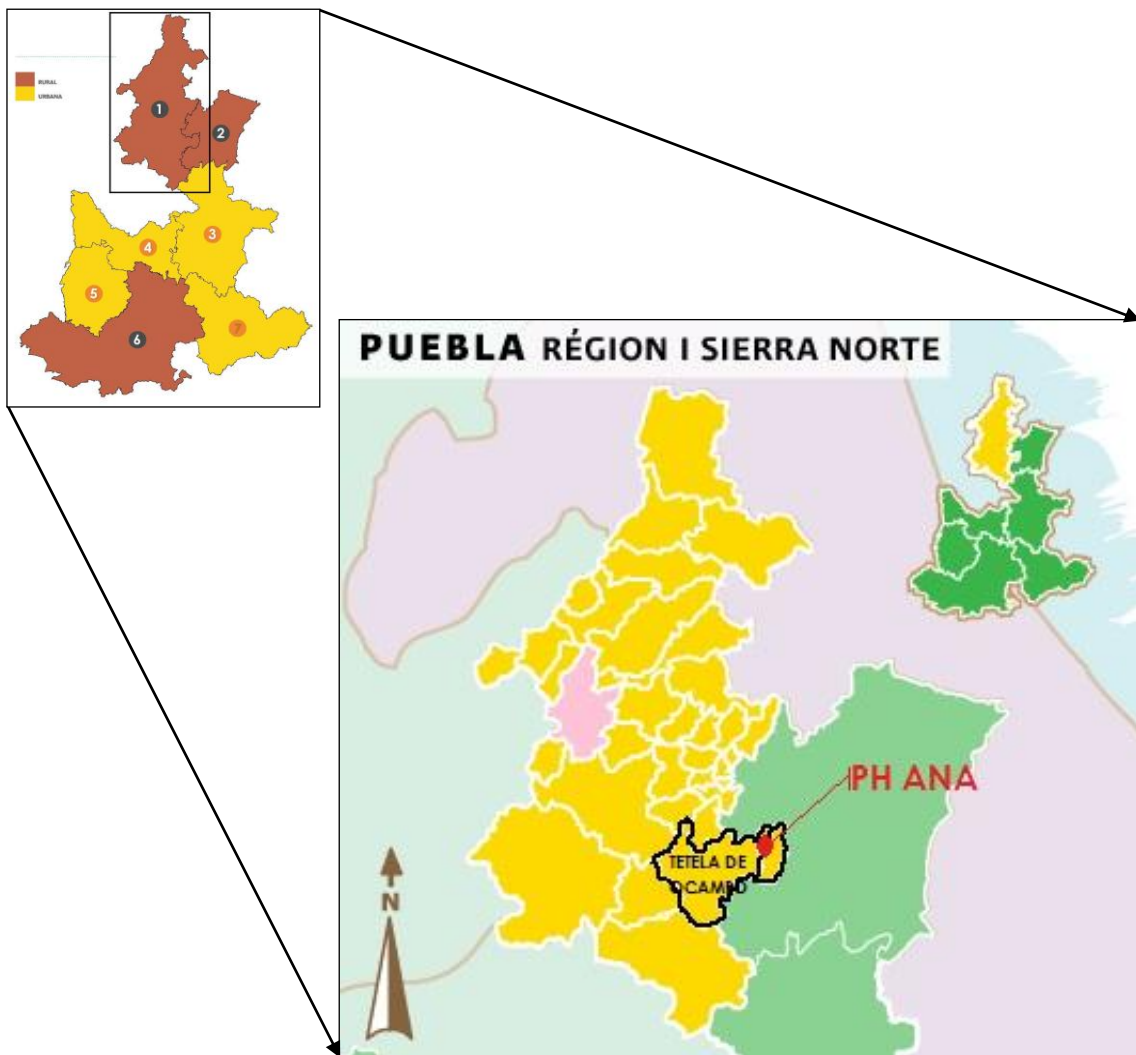 RURAL
URBANA
1
2
3
4
5
6
7
PUEBLA RÉGION I SIERRA NORTE
PH ANA
TETELA DE
OCAMPO
N